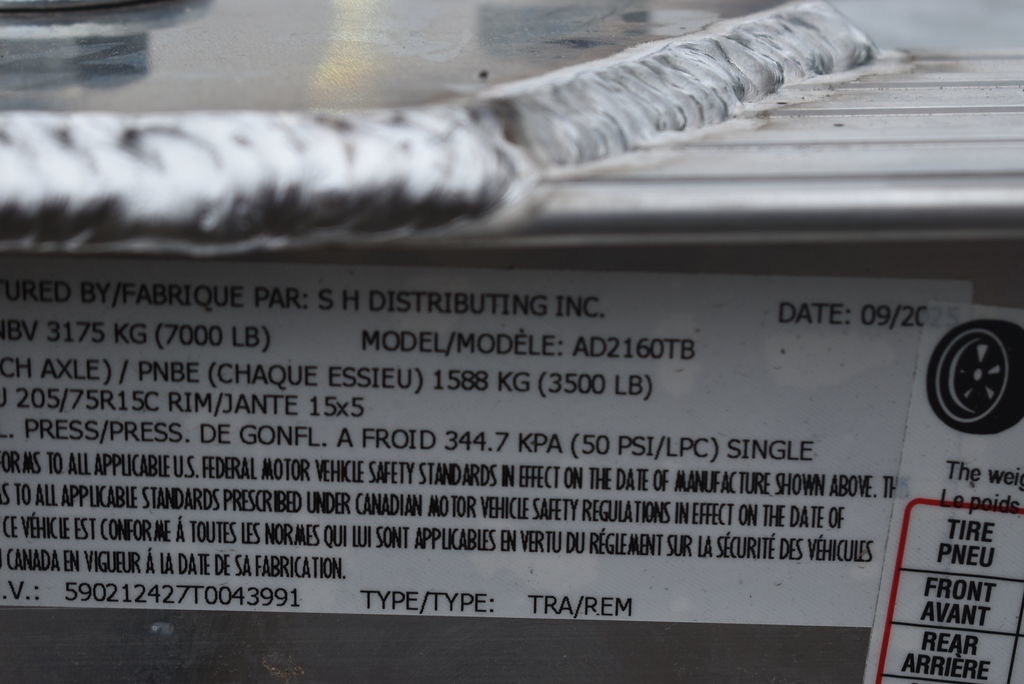 TURED BY/FABRIQUE PAR: S H DISTRIBUTING INC. DATE: 09/2025
NBV 3175 KG (7000 LB) MODEL/MODÈLE: AD2160TB
CH AXLE) / PNBE (CHAQUE ESSIEU) 1588 KG (3500 LB)
205/75R15C RIM/JANTE 15x5
L. PRESS/PRESS. DE GONFL. A FROID 344.7 KPA (50 PSI/LPC) SINGLE
FORMS TO ALL APPLICABLE U.S. FEDERAL MOTOR VEHICLE SAFETY STANDARDS IN EFFECT ON THE DATE OF MANUFACTURE SHOWN ABOVE. TH
S TO ALL APPLICABLE STANDARDS PRESCRIBED UNDER CANADIAN MOTOR VEHICLE SAFETY REGULATIONS IN EFFECT ON THE DATE OF
CE VÉHICLE EST CONFORME Á TOUTES LES NORMES QUI LUI SONT APPLICABLES EN VERTU DU RÉGLEMENT SUR LA SÉCURITÉ DES VÉHICULES
CANADA EN VIGUEUR Á LA DATE DE SA FABRICATION.
.V.: 590212427T0043991 TYPE/TYPE: TRA/REM
The weig
Le poids
TIRE
PNEU
FRONT
AVANT
REAR
ARRIÈRE